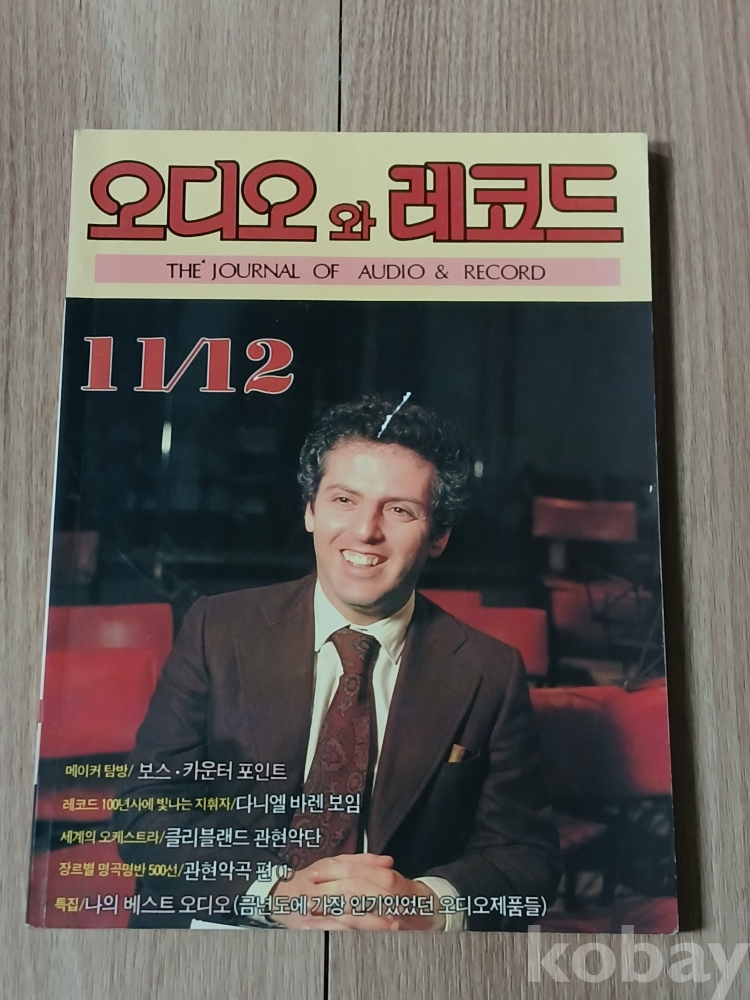 오디오와 레코드
THE JOURNAL OF AUDIO & RECORD
11/12
메이커 탐방/ 보스·카운터 포인트
레코드 100년사에 빛나는 지휘자/다니엘 바렌 보임
세계의 오케스트라/클리블랜드 관현악단
장르별 명곡명반 500선/관현악곡 편 (1)
특집/나의 베스트 오디오(금년도에 가장 인기있었던 오디오제품들)
kobay